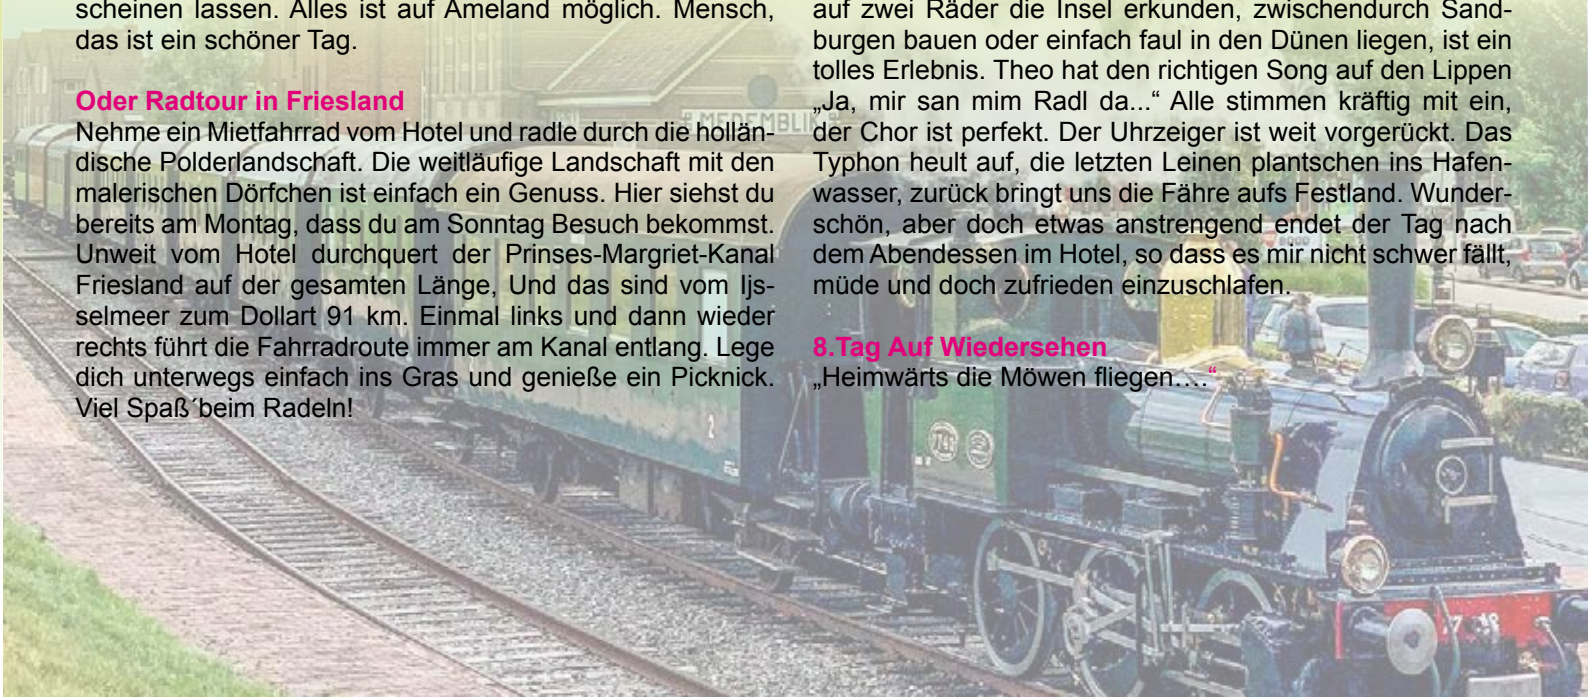 scheinen lassen. Alles ist auf Ameland möglich. Mensch,
das ist ein schöner Tag.
Oder Radtour in Friesland
Nehme ein Mietfahrrad vom Hotel und radle durch die hollän-
dische Polderlandschaft. Die weitläufige Landschaft mit den
malerischen Dörfchen ist einfach ein Genuss. Hier siehst du
bereits am Montag, dass du am Sonntag Besuch bekommst.
Unweit vom Hotel durchquert der Prinses-Margriet-Kanal
Friesland auf der gesamten Länge, Und das sind vom Ijs-
selmeer zum Dollart 91 km. Einmal links und dann wieder
rechts führt die Fahrradroute immer am Kanal entlang. Lege
dich unterwegs einfach ins Gras und genieße ein Picknick.
Viel Spaß´beim Radeln!
auf zwei Räder die Insel erkunden, zwischendurch Sand-
burgen bauen oder einfach faul in den Dünen liegen, ist ein
tolles Erlebnis. Theo hat den richtigen Song auf den Lippen
„Ja, mir san mim Radl da...“ Alle stimmen kräftig mit ein,
der Chor ist perfekt. Der Uhrzeiger ist weit vorgerückt. Das
Typhon heult auf, die letzten Leinen plantschen ins Hafen-
wasser, zurück bringt uns die Fähre aufs Festland. Wunder-
schön, aber doch etwas anstrengend endet der Tag nach
dem Abendessen im Hotel, so dass es mir nicht schwer fällt,
müde und doch zufrieden einzuschlafen.
8.Tag Auf Wiedersehen
„Heimwärts die Möwen fliegen….“
MEDEMBLIK
2
7742